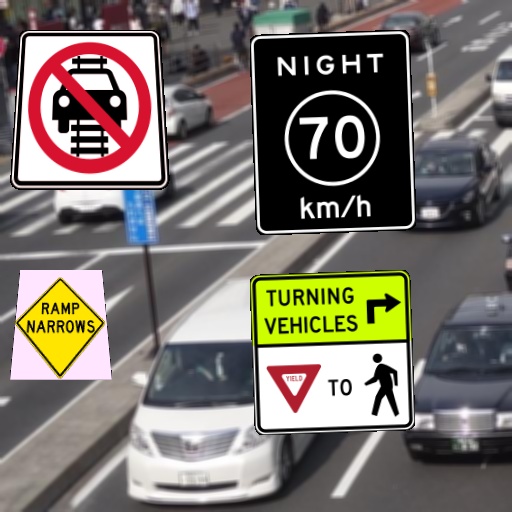 NIGHT
70
km/h
RAMP
NARROWS
TURNING
VEHICLES
YIELD
TO